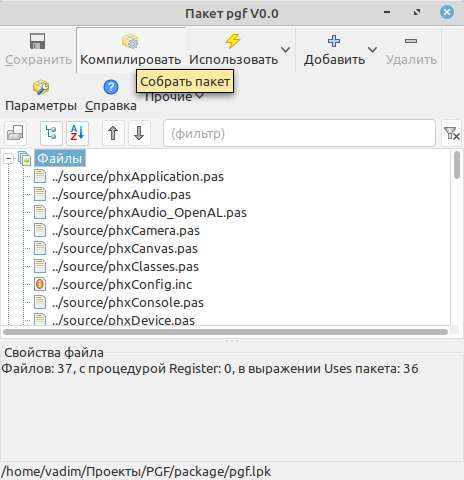 Пакет pgf V0.0
Сохранить Компилировать Использовать Добавить Удалить
Собрать пакет
Параметры Справка Прочие
(фильтр)
Файлы
../source/phxApplication.pas
../source/phxAudio.pas
../source/phxAudio_OpenAL.pas
../source/phxCamera.pas
../source/phxCanvas.pas
../source/phxClasses.pas
../source/phxConfig.inc
../source/phxConsole.pas
../source/phxDevice.pas
Свойства файла
Файлов: 37, с процедурой Register: 0, в выражении Uses пакета: 36
/home/vadim/Проекты/PGF/package/pgf.lpk